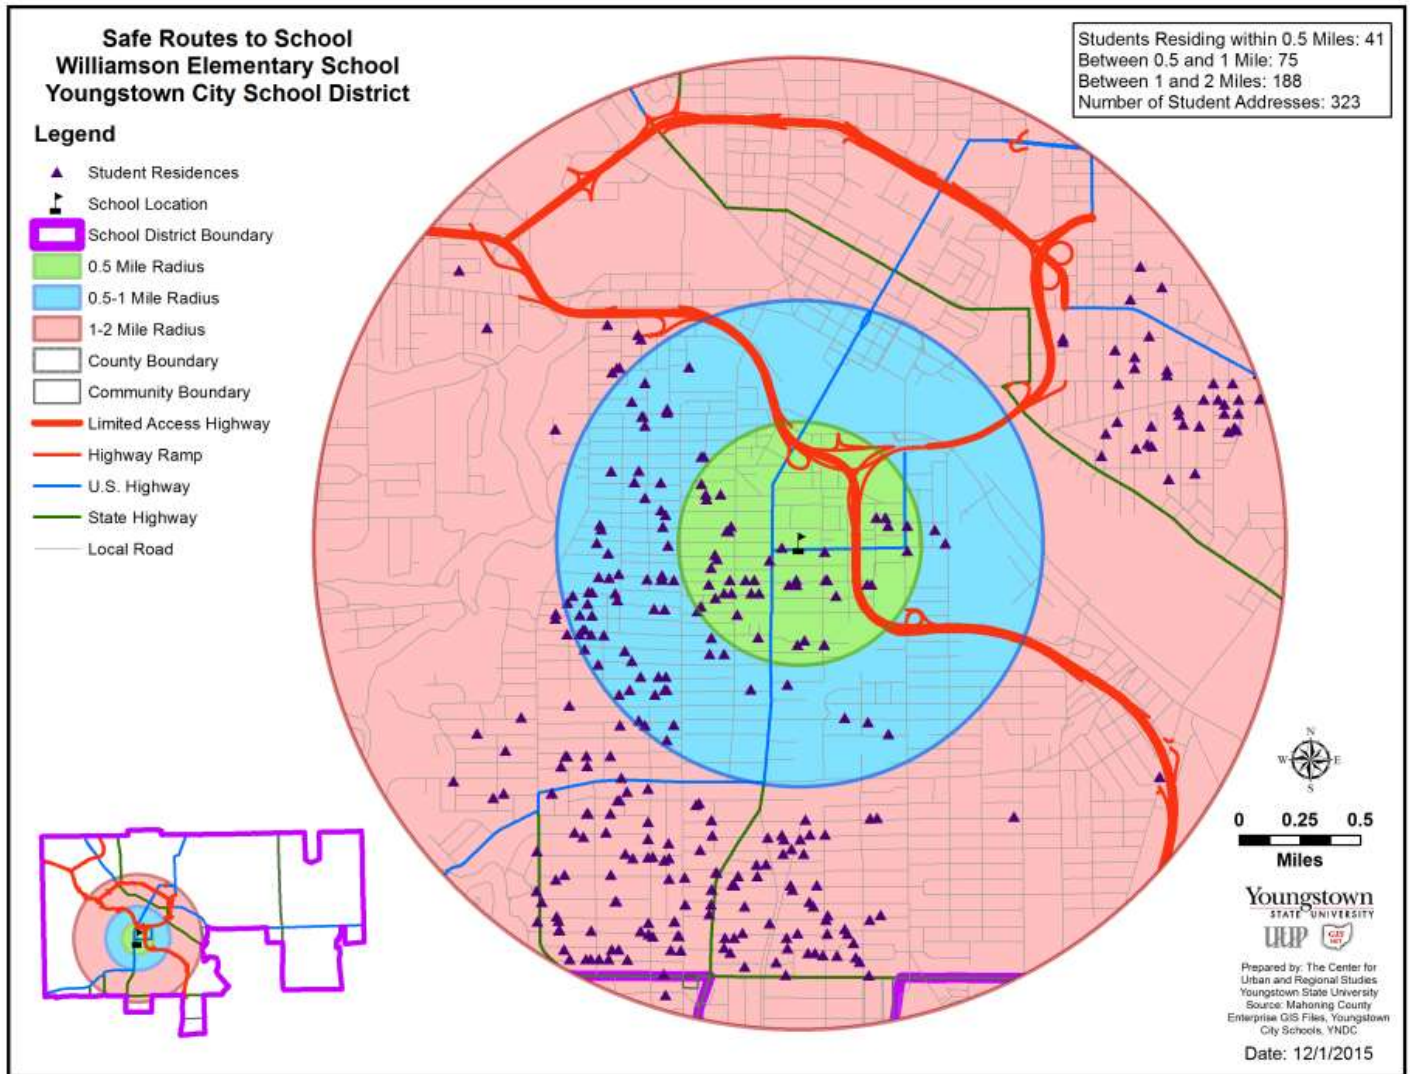 Safe Routes to School
Williamson Elementary School
Youngstown City School District
Students Residing within 0.5 Miles: 41
Between 0.5 and 1 Mile: 75
Between 1 and 2 Miles: 188
Number of Student Addresses: 323
Legend
Student Residences
School Location
School District Boundary
0.5 Mile Radius
0.5-1 Mile Radius
1-2 Mile Radius
County Boundary
Community Boundary
Limited Access Highway
Highway Ramp
U.S. Highway
State Highway
Local Road
N
W E
S
0 0.25 0.5
Miles
Youngstown
STATE UNIVERSITY
UUP
GIS
Prepared by: The Center for
Urban and Regional Studies
Youngstown State University
Source: Mahoning County
Enterprise GIS Files, Youngstown
City Schools, YNDC
Date: 12/1/2015